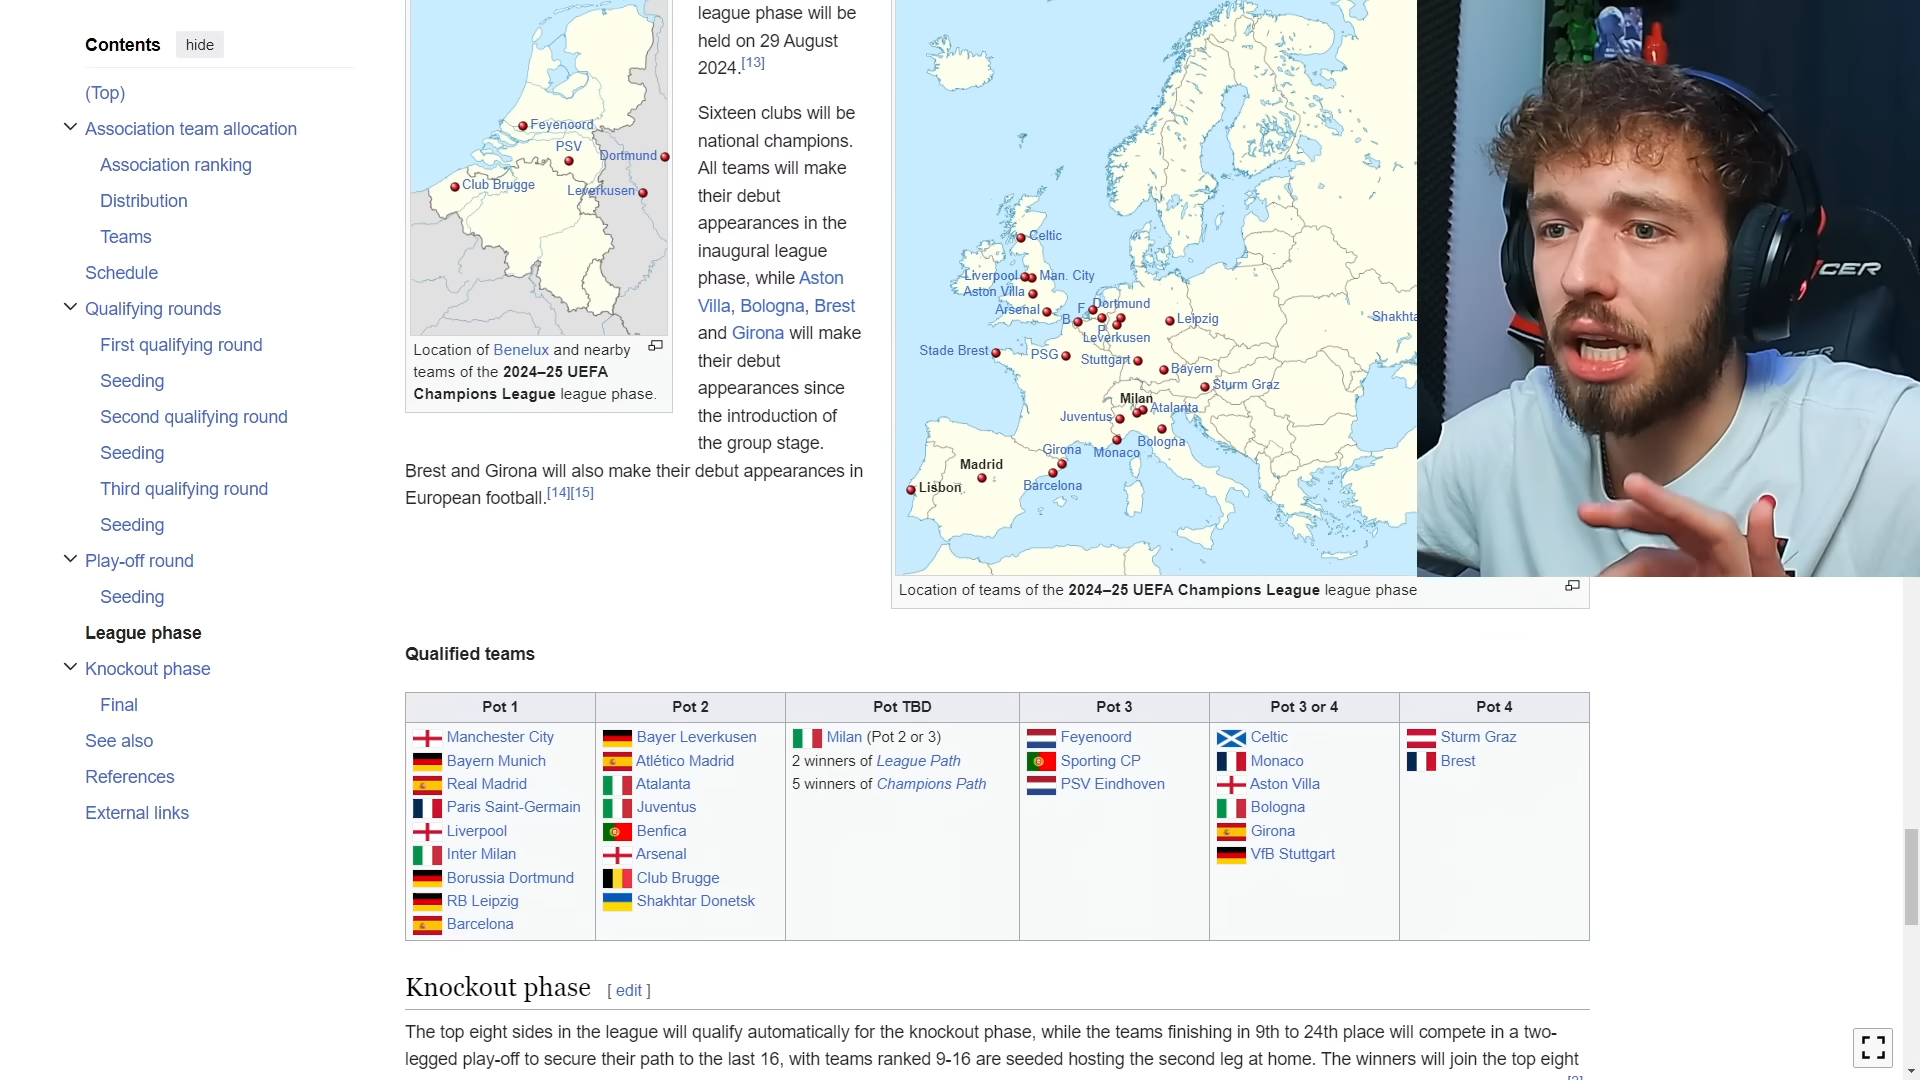 Contents hide
(Top)
Association team allocation
Association ranking
Distribution
Teams
Schedule
Qualifying rounds
First qualifying round
Seeding
Second qualifying round
Seeding
Third qualifying round
Seeding
Play-off round
Seeding
League phase
Knockout phase
Final
See also
References
External links
Feyenoord
PSV
Dortmund
Club Brugge
Leverkusen
Location of Benelux and nearby
teams of the 2024–25 UEFA
Champions League league phase.
league phase will be
held on 29 August
2024.[13]
Sixteen clubs will be
national champions.
All teams will make
their debut
appearances in the
inaugural league
phase, while Aston
Villa, Bologna, Brest
and Girona will make
their debut
appearances since
the introduction of
the group stage.
Brest and Girona will also make their debut appearances in
European football.[14][15]
Celtic
Liverpool Man. City
Aston Villa
Arsenal
F Dortmund
B
P
Leverkusen
Leipzig
Shakhta
Stade Brest
PSG
Stuttgart
Bayern
Sturm Graz
Milan
Atalanta
Juventus
Bologna
Monaco
Girona
Madrid
Barcelona
Lisbon
Location of teams of the 2024–25 UEFA Champions League league phase
CER
Qualified teams
Pot 1 Pot 2 Pot TBD Pot 3 Pot 3 or 4 Pot 4
Manchester City Bayer Leverkusen Milan (Pot 2 or 3) Feyenoord Celtic Sturm Graz
Bayern Munich Atlético Madrid 2 winners of League Path Sporting CP Monaco Brest
Real Madrid Atalanta 5 winners of Champions Path PSV Eindhoven Aston Villa
Paris Saint-Germain Juventus Bologna
Liverpool Benfica Girona
Inter Milan Arsenal VfB Stuttgart
Borussia Dortmund Club Brugge
RB Leipzig Shakhtar Donetsk
Barcelona
Knockout phase [ edit ]
The top eight sides in the league will qualify automatically for the knockout phase, while the teams finishing in 9th to 24th place will compete in a two-
legged play-off to secure their path to the last 16, with teams ranked 9-16 are seeded hosting the second leg at home. The winners will join the top eight